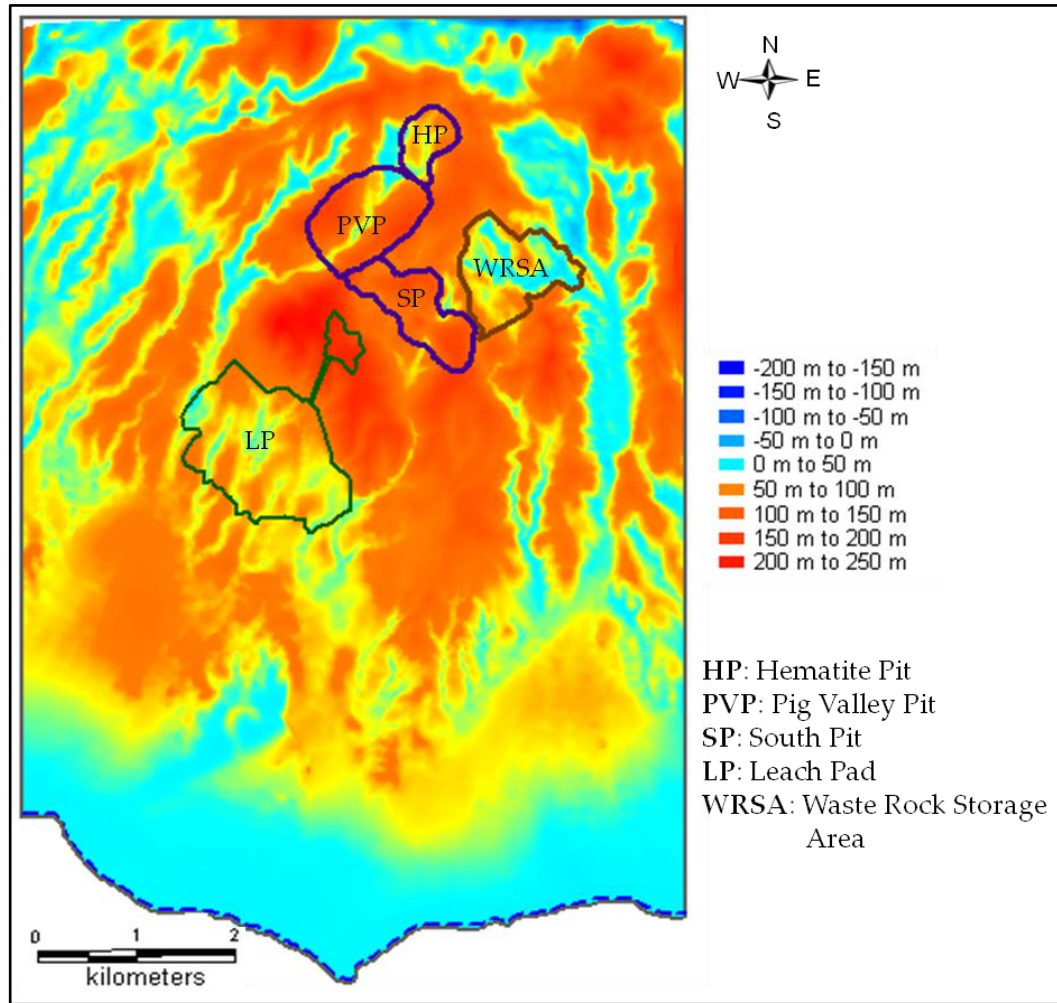 N
W E
S
HP
PVP
WRSA
SP
LP
-200 m to -150 m
-150 m to -100 m
-100 m to -50 m
-50 m to 0 m
0 m to 50 m
50 m to 100 m
100 m to 150 m
150 m to 200 m
200 m to 250 m
HP: Hematite Pit
PVP: Pig Valley Pit
SP: South Pit
LP: Leach Pad
WRSA: Waste Rock Storage
Area
0 1 2
kilometers